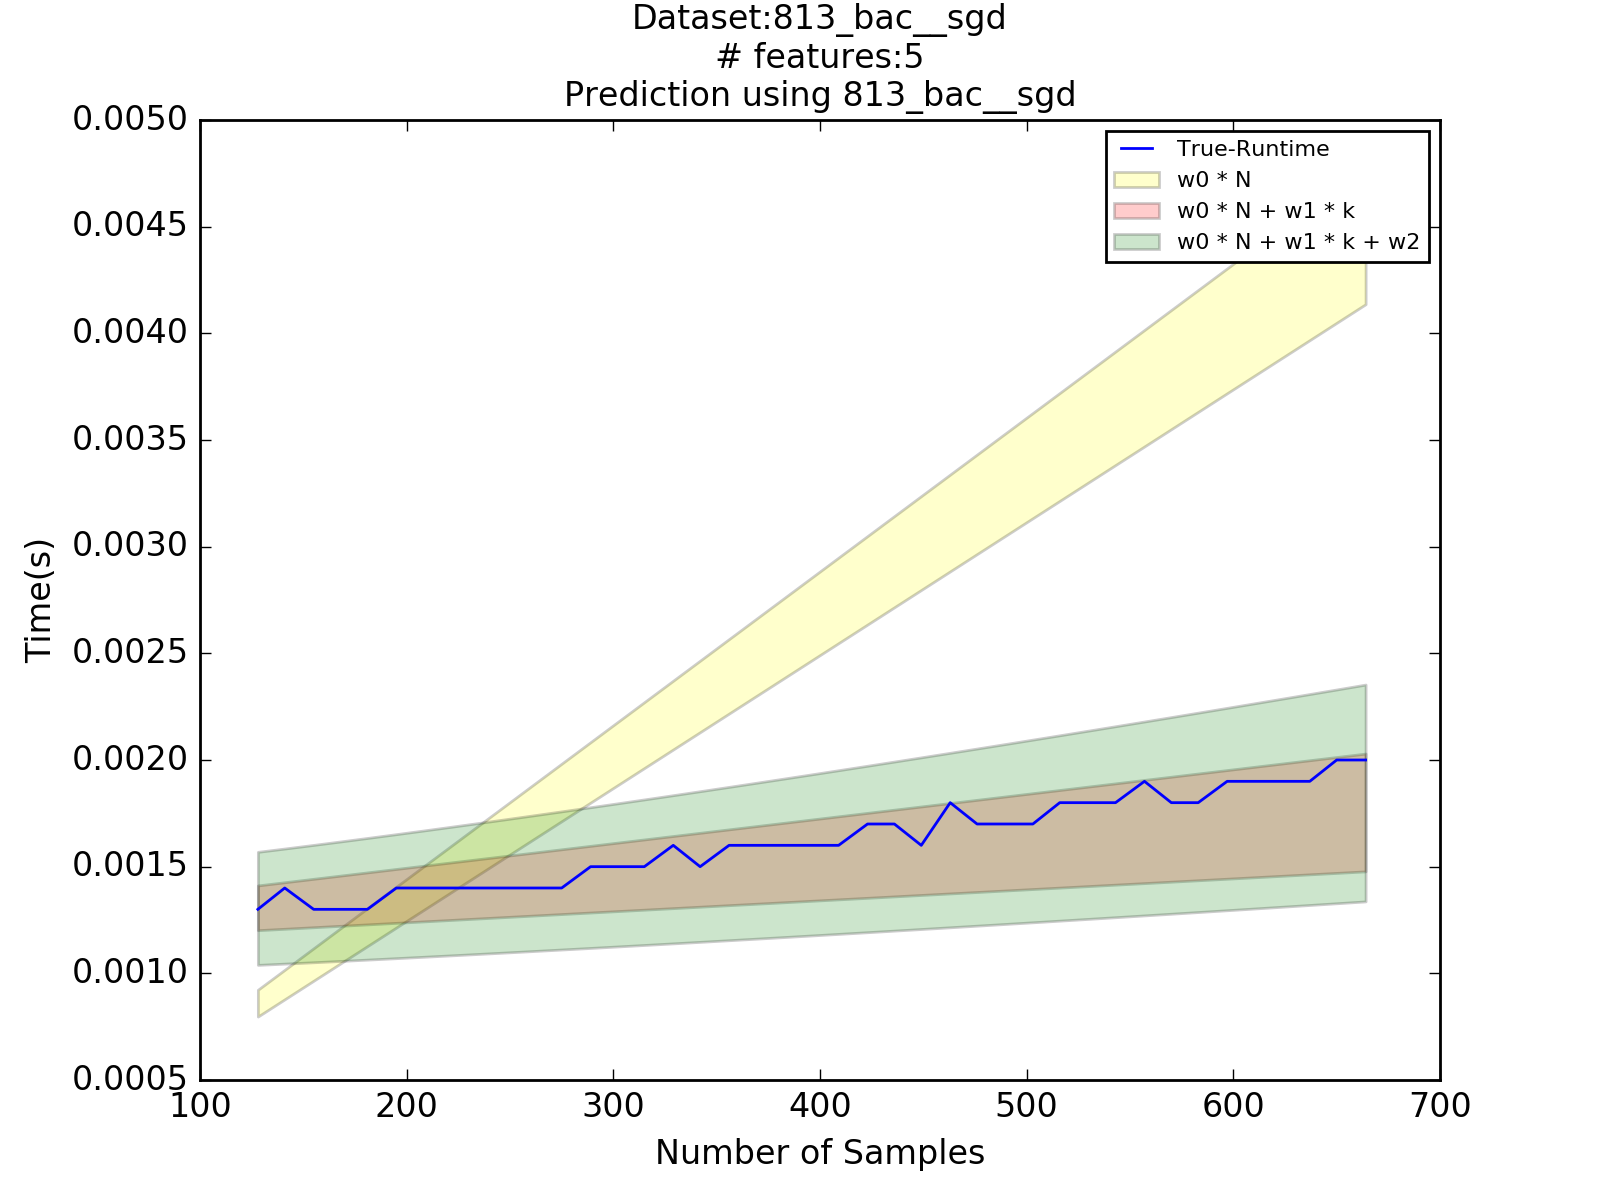 Dataset:813_bac__sgd
# features:5
Prediction using 813_bac__sgd
0.0050
0.0045
0.0040
0.0035
0.0030
0.0025
0.0020
0.0015
0.0010
0.0005
Time(s)
True-Runtime
w0 * N
w0 * N + w1 * k
w0 * N + w1 * k + w2
100 200 300 400 500 600 700
Number of Samples